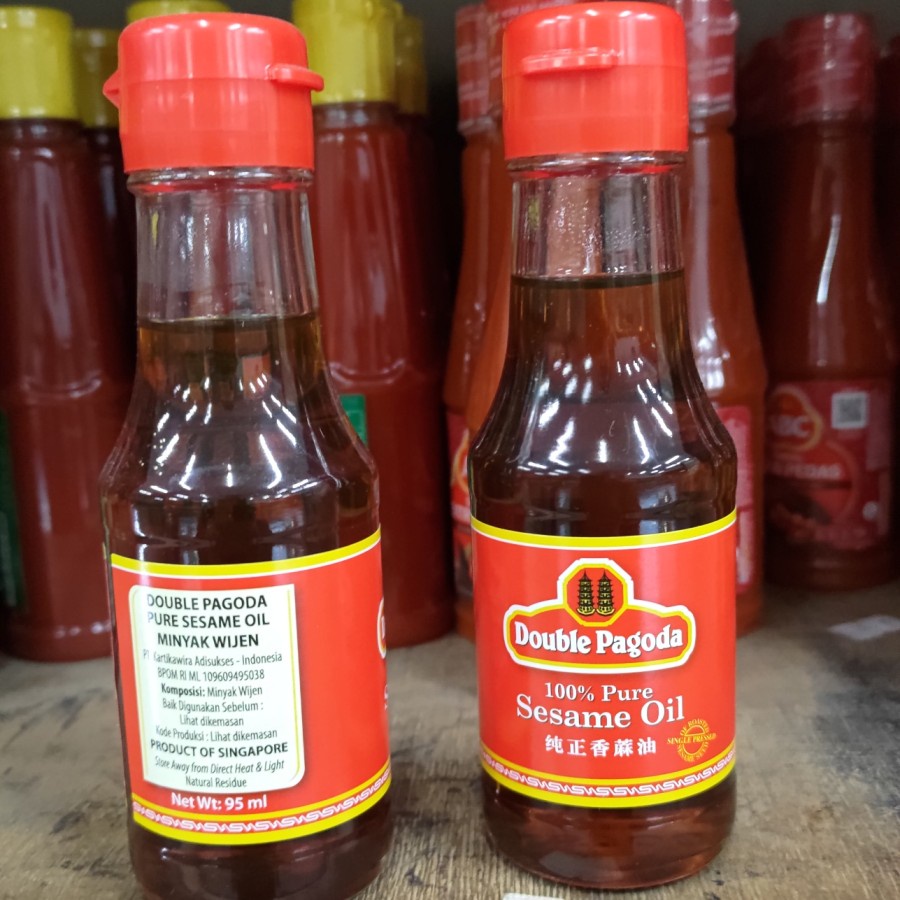 DOUBLE PAGODA
PURE SESAME OIL
MINYAK WIJEN
PT Kartikawira Adisukses - Indonesia
BPOM RI ML 109609495038
Komposisi: Minyak Wijen
Baik Digunakan Sebelum :
Lihat dikemasan
Kode Produksi : Lihat dikemasan
PRODUCT OF SINGAPORE
Store Away from Direct Heat & Light
Natural Residue
Net Wt: 95 ml
Double Pagoda
100% Pure
Sesame Oil
纯正香蔴油
SINGLE PRESSED